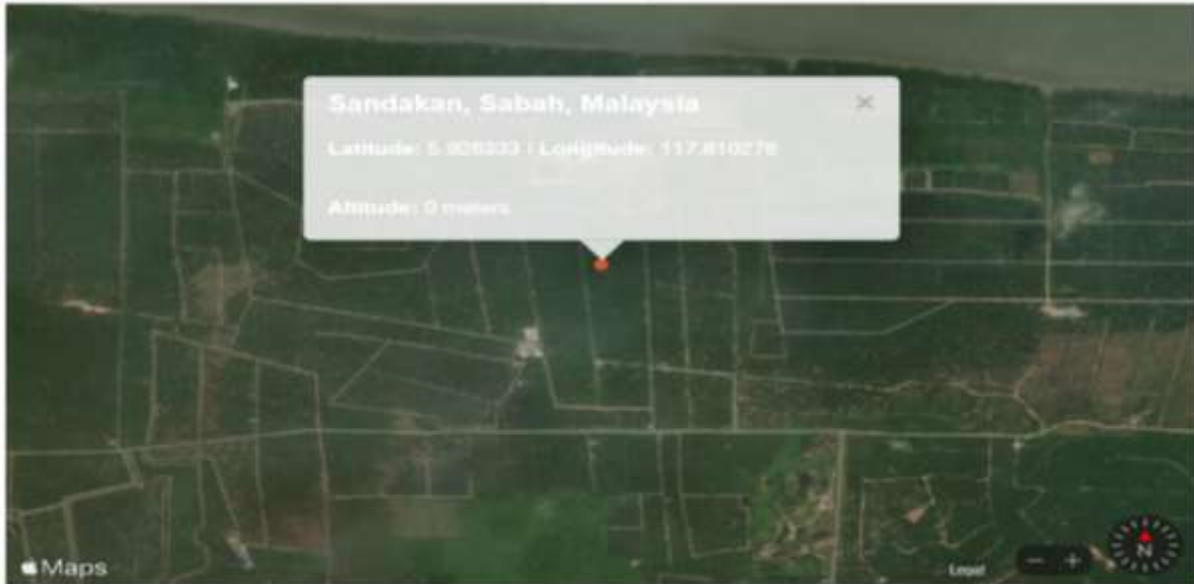 Sandakan, Sabah, Malaysia
Latitude: 5.926333 | Longitude: 117.810278
Altitude: 0 meters
Maps
Legal
N